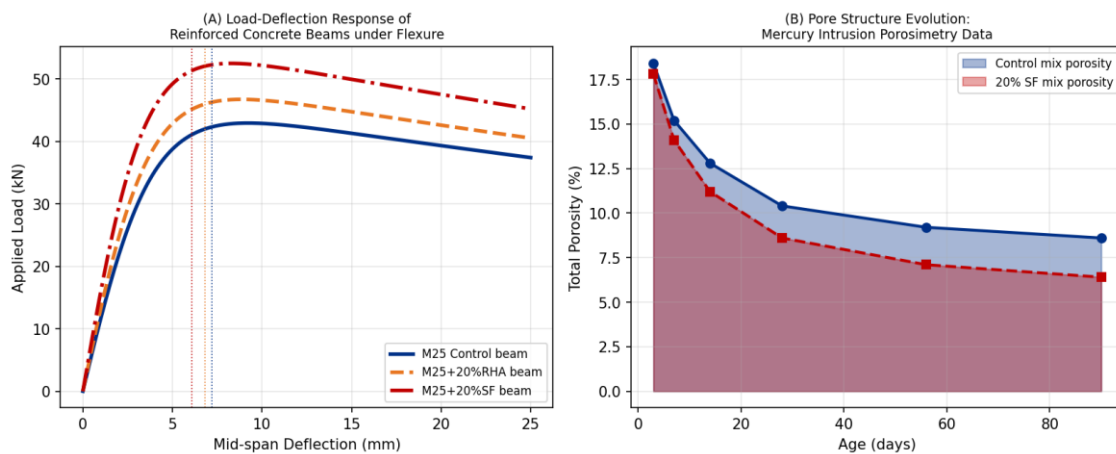 (A) Load-Deflection Response of
Reinforced Concrete Beams under Flexure
Applied Load (kN)
50
40
30
20
10
0
0 5 10 15 20 25
Mid-span Deflection (mm)
M25 Control beam
M25+20%RHA beam
M25+20%SF beam
(B) Pore Structure Evolution:
Mercury Intrusion Porosimetry Data
Total Porosity (%)
17.5
15.0
12.5
10.0
7.5
5.0
2.5
0.0
20 40 60 80
Age (days)
Control mix porosity
20% SF mix porosity